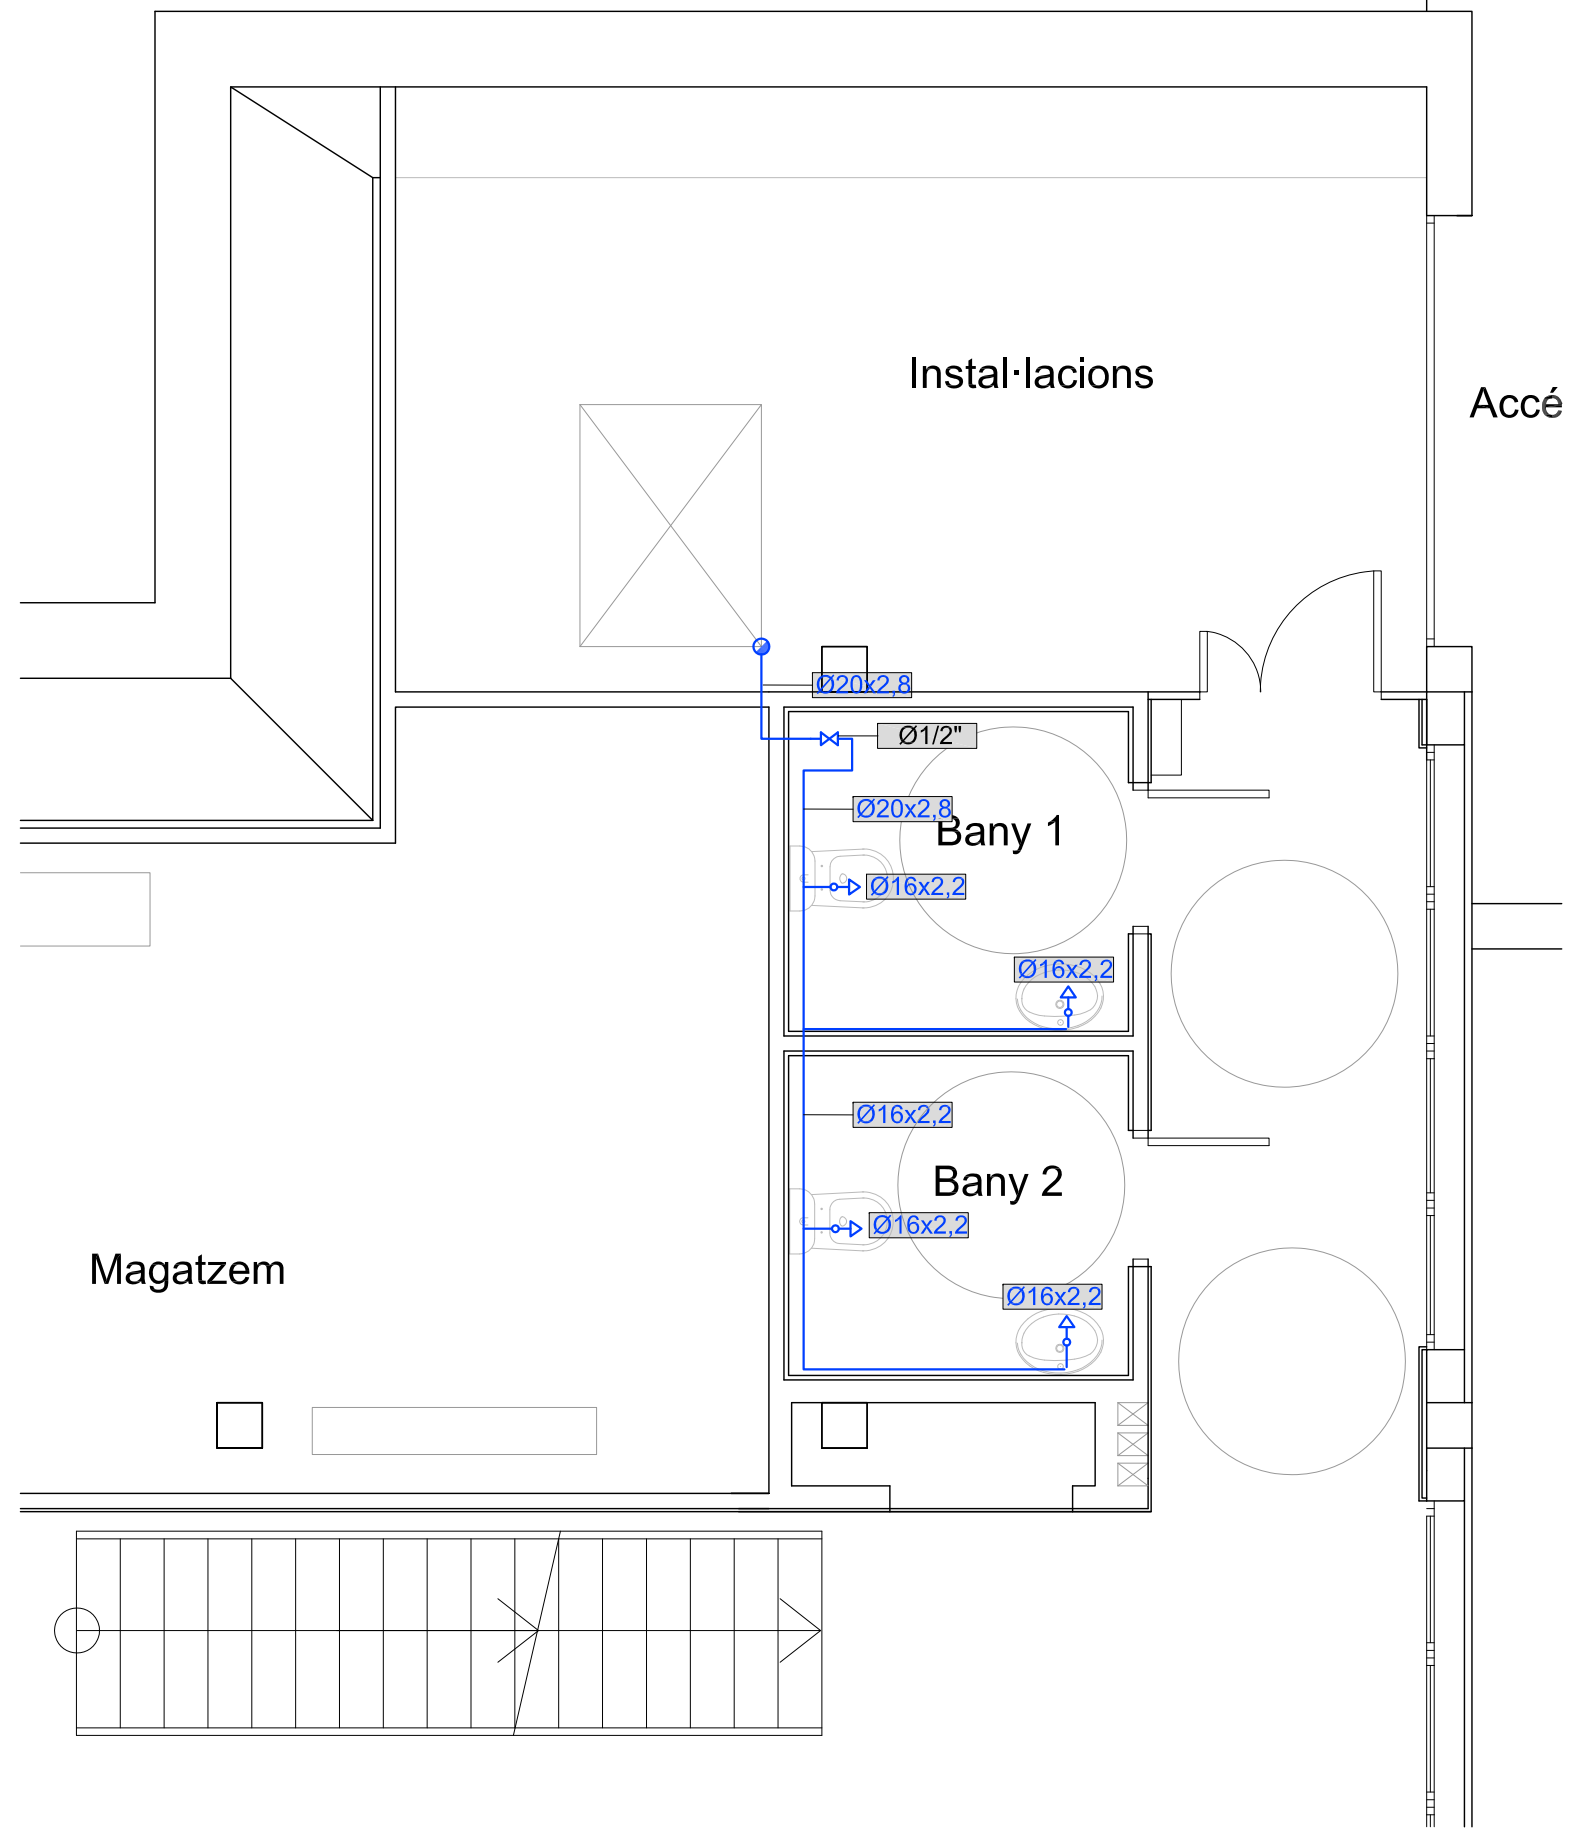 Instal·lacions
Accé
Ø20x2,8
Ø1/2"
Ø20x2,8
Bany 1
Ø16x2,2
Ø16x2,2
Ø16x2,2
Bany 2
Ø16x2,2
Magatzem
Ø16x2,2